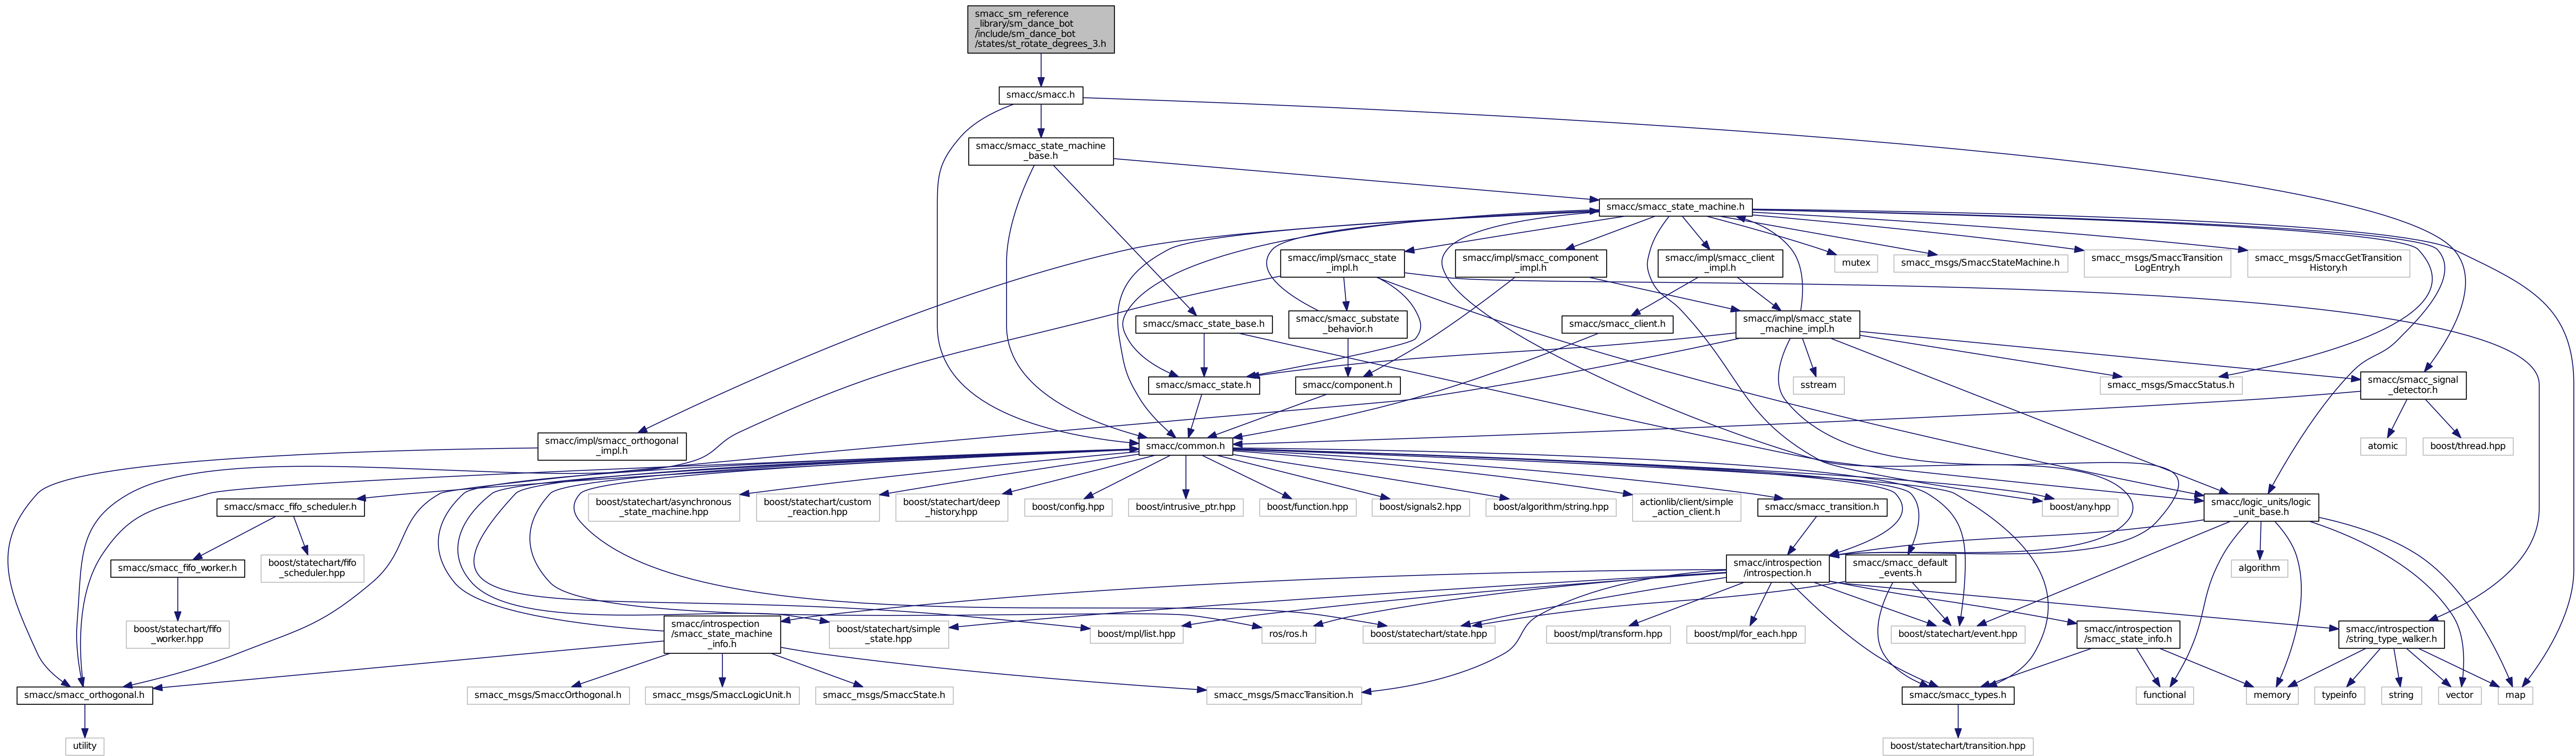 smacc_sm_reference
_library/sm_dance_bot
/include/sm_dance_bot
/states/st_rotate_degrees_3.h
smacc/smacc.h
smacc/smacc_state_machine
_base.h
smacc/smacc_state_machine.h
smacc/impl/smacc_state
_impl.h
smacc/impl/smacc_component
_impl.h
smacc/impl/smacc_client
_impl.h
mutex
smacc_msgs/SmaccStateMachine.h
smacc_msgs/SmaccTransition
LogEntry.h
smacc_msgs/SmaccGetTransition
History.h
smacc/smacc_state_base.h
smacc/smacc_substate
_behavior.h
smacc/smacc_client.h
smacc/impl/smacc_state
_machine_impl.h
smacc/smacc_state.h
smacc/component.h
sstream
smacc_msgs/SmaccStatus.h
smacc/smacc_signal
_detector.h
smacc/impl/smacc_orthogonal
_impl.h
smacc/common.h
atomic
boost/thread.hpp
smacc/smacc_fifo_scheduler.h
boost/statechart/asynchronous
_state_machine.hpp
boost/statechart/custom
_reaction.hpp
boost/statechart/deep
_history.hpp
boost/config.hpp
boost/intrusive_ptr.hpp
boost/function.hpp
boost/signals2.hpp
boost/algorithm/string.hpp
actionlib/client/simple
_action_client.h
smacc/smacc_transition.h
boost/any.hpp
smacc/logic_units/logic
_unit_base.h
smacc/smacc_fifo_worker.h
boost/statechart/fifo
_scheduler.hpp
smacc/introspection
/introspection.h
smacc/smacc_default
_events.h
algorithm
boost/statechart/fifo
_worker.hpp
smacc/introspection
/smacc_state_machine
_info.h
boost/statechart/simple
_state.hpp
boost/mpl/list.hpp
ros/ros.h
boost/statechart/state.hpp
boost/mpl/transform.hpp
boost/mpl/for_each.hpp
boost/statechart/event.hpp
smacc/introspection
/smacc_state_info.h
smacc/introspection
/string_type_walker.h
smacc/smacc_orthogonal.h
smacc_msgs/SmaccOrthogonal.h
smacc_msgs/SmaccLogicUnit.h
smacc_msgs/SmaccState.h
smacc_msgs/SmaccTransition.h
smacc/smacc_types.h
functional
memory
typeinfo
string
vector
map
utility
boost/statechart/transition.hpp